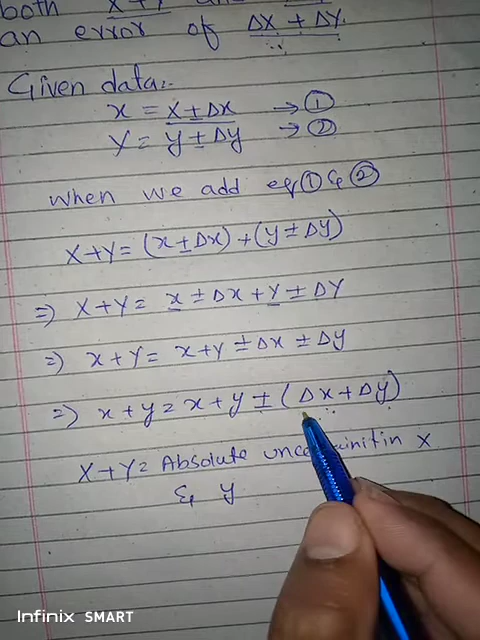 both X+Y
an error of ΔX + ΔY.
Given data:-
x = X ± Δx → ①
Y = y ± Δy → ②
when we add eq ① & ②
X+Y = (x ± Δx) + (y ± ΔY)
⇒ X+Y = x ± Δx + y ± ΔY
⇒ x+Y = x+y ± Δx ± Δy
⇒ x+y = x+y ± (Δx + Δy)
X+Y = Absolute in x
& y
Infinix SMART